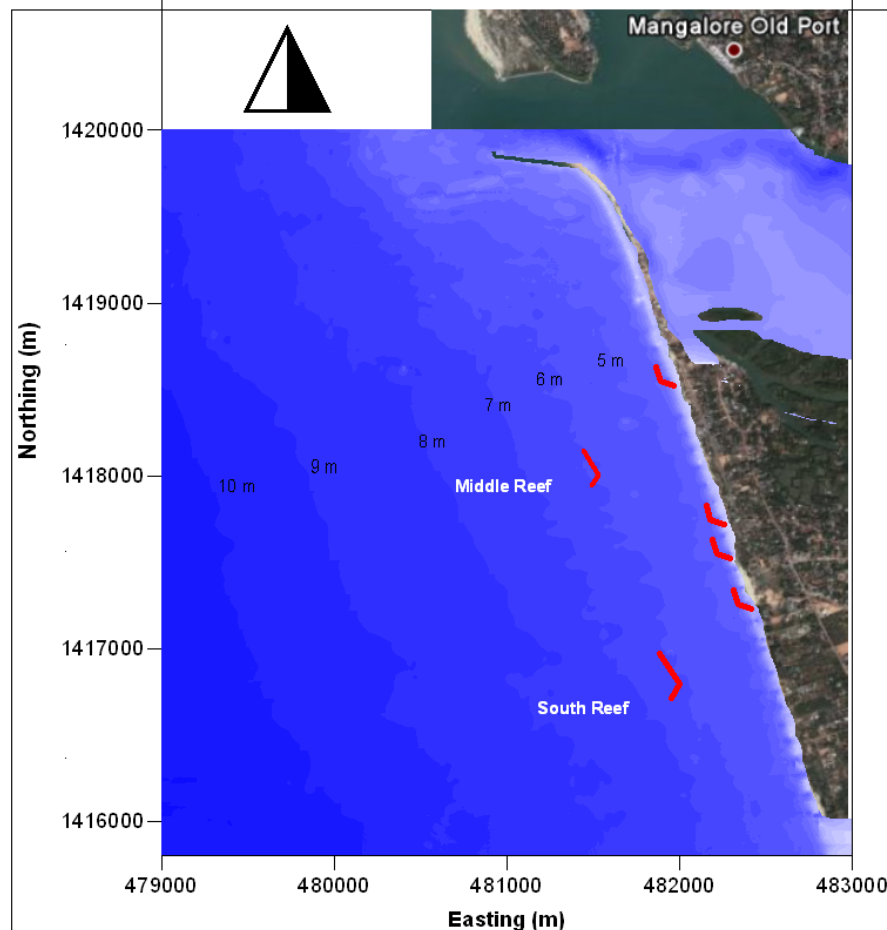 Mangalore Old Port
1420000
1419000
5 m
6 m
7 m
8 m
9 m
10 m
1418000
Middle Reef
1417000
South Reef
1416000
Northing (m)
479000
480000
481000
482000
483000
Easting (m)